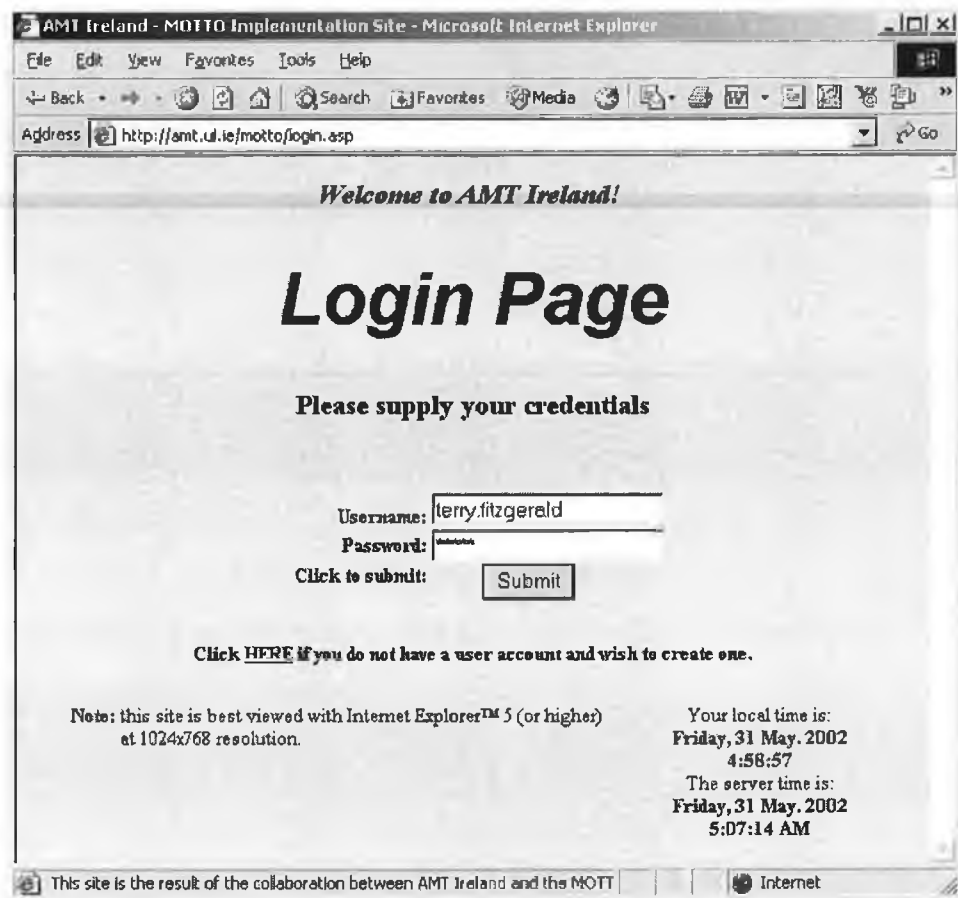 AMT Ireland - MOTTO Implementation Site - Microsoft Internet Explorer
File Edit View Favorites Tools Help
Back Search Favorites Media
Address http://amt.ul.ie/motto/login.asp Go
Welcome to AMT Ireland!
Login Page
Please supply your credentials
Username: terry.fitzgerald
Password:
Click to submit: Submit
Click HERE if you do not have a user account and wish to create one.
Note: this site is best viewed with Internet Explorer™ 5 (or higher)
at 1024x768 resolution.
Your local time is:
Friday, 31 May. 2002
4:58:57
The server time is:
Friday, 31 May. 2002
5:07:14 AM
This site is the result of the collaboration between AMT Ireland and the MOTT Internet